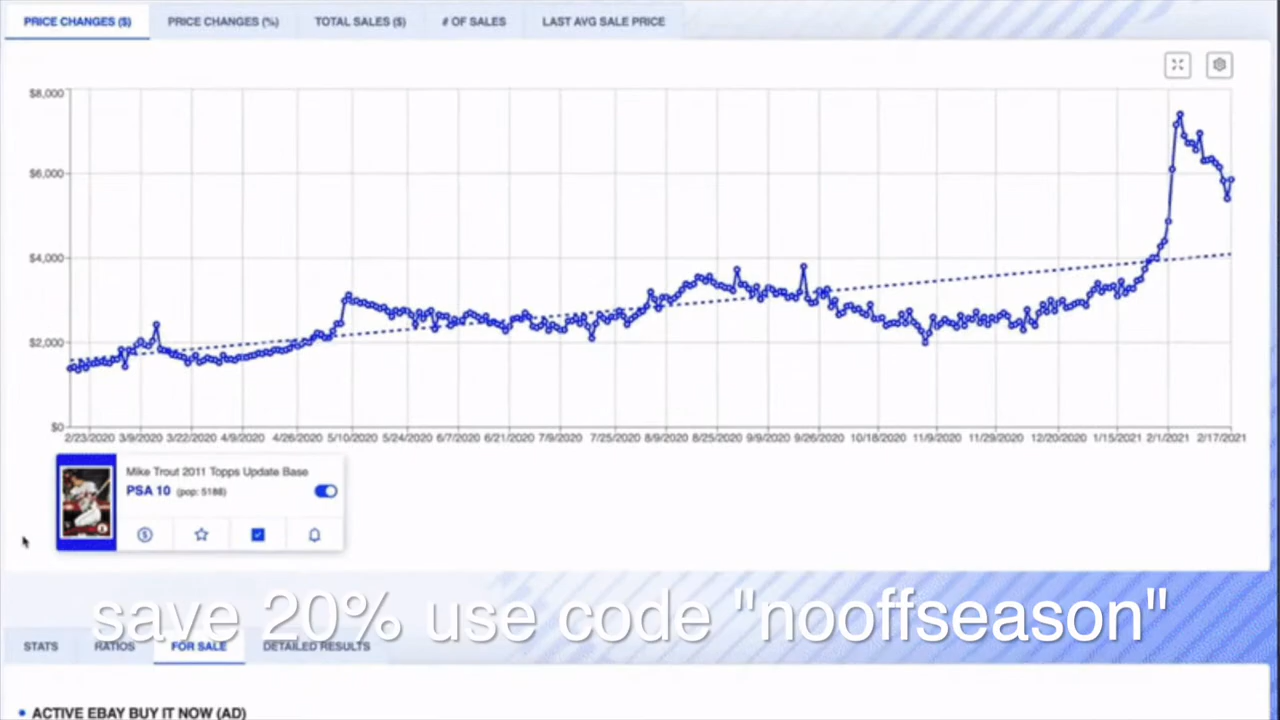 PRICE CHANGES ($) PRICE CHANGES (%) TOTAL SALES ($) # OF SALES LAST AVG SALE PRICE
$8,000
$6,000
$4,000
$2,000
$0
2/23/2020 3/9/2020 3/22/2020 4/9/2020 4/26/2020 5/10/2020 5/24/2020 6/7/2020 6/21/2020 7/9/2020 7/25/2020 8/9/2020 8/25/2020 9/9/2020 9/26/2020 10/18/2020 11/9/2020 11/29/2020 12/20/2020 1/15/2021 2/1/2021 2/17/2021
Mike Trout 2011 Topps Update Base
PSA 10 (pop: 5188)
save 20% use code "nooffseason"
STATS RATIOS FOR SALE DETAILED RESULTS
• ACTIVE EBAY BUY IT NOW (AD)